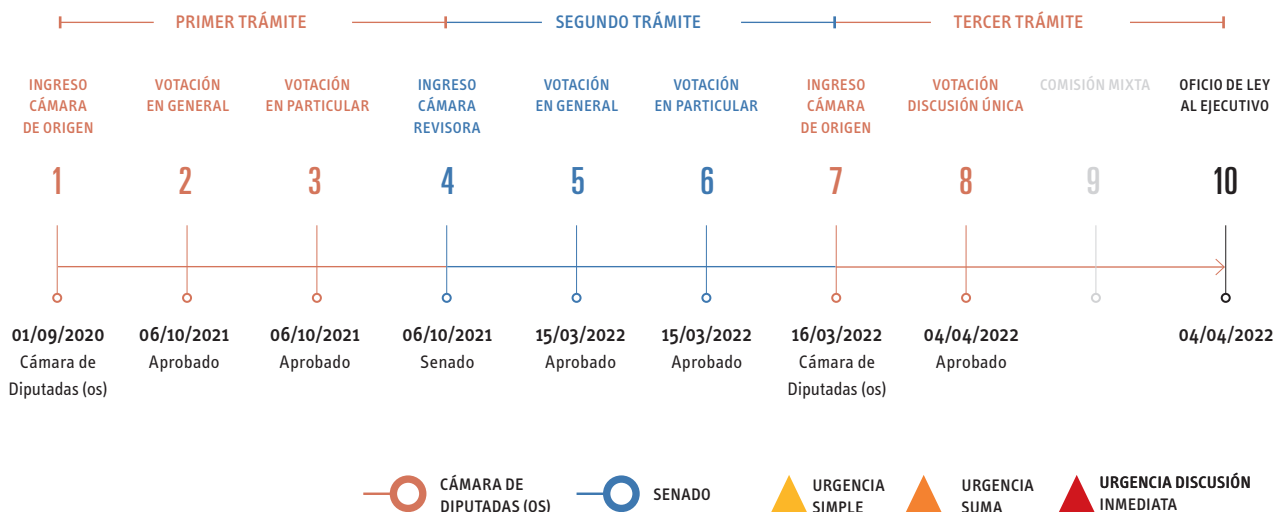 PRIMER TRÁMITE
SEGUNDO TRÁMITE
TERCER TRÁMITE
INGRESO
CÁMARA
DE ORIGEN
VOTACIÓN
EN GENERAL
VOTACIÓN
EN PARTICULAR
INGRESO
CÁMARA
REVISORA
VOTACIÓN
EN GENERAL
VOTACIÓN
EN PARTICULAR
INGRESO
CÁMARA
DE ORIGEN
VOTACIÓN
DISCUSIÓN ÚNICA
COMISIÓN MIXTA
OFICIO DE LEY
AL EJECUTIVO
1
2
3
4
5
6
7
8
9
10
01/09/2020
Cámara de
Diputadas (os)
06/10/2021
Aprobado
06/10/2021
Aprobado
06/10/2021
Senado
15/03/2022
Aprobado
15/03/2022
Aprobado
16/03/2022
Cámara de
Diputadas (os)
04/04/2022
Aprobado
04/04/2022
CÁMARA DE
DIPUTADAS (OS)
SENADO
URGENCIA
SIMPLE
URGENCIA
SUMA
URGENCIA DISCUSIÓN
INMEDIATA